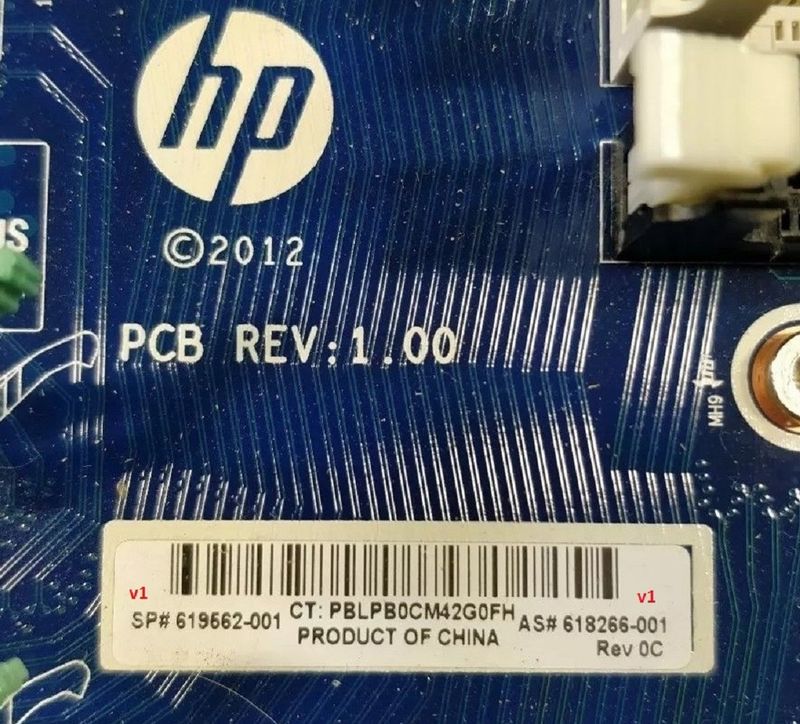 hp
©2012
PCB REV:1.00
MH9
v1
v1
SP# 619562-001
CT: PBLPB0CM42G0FH
AS# 618266-001
PRODUCT OF CHINA
Rev 0C